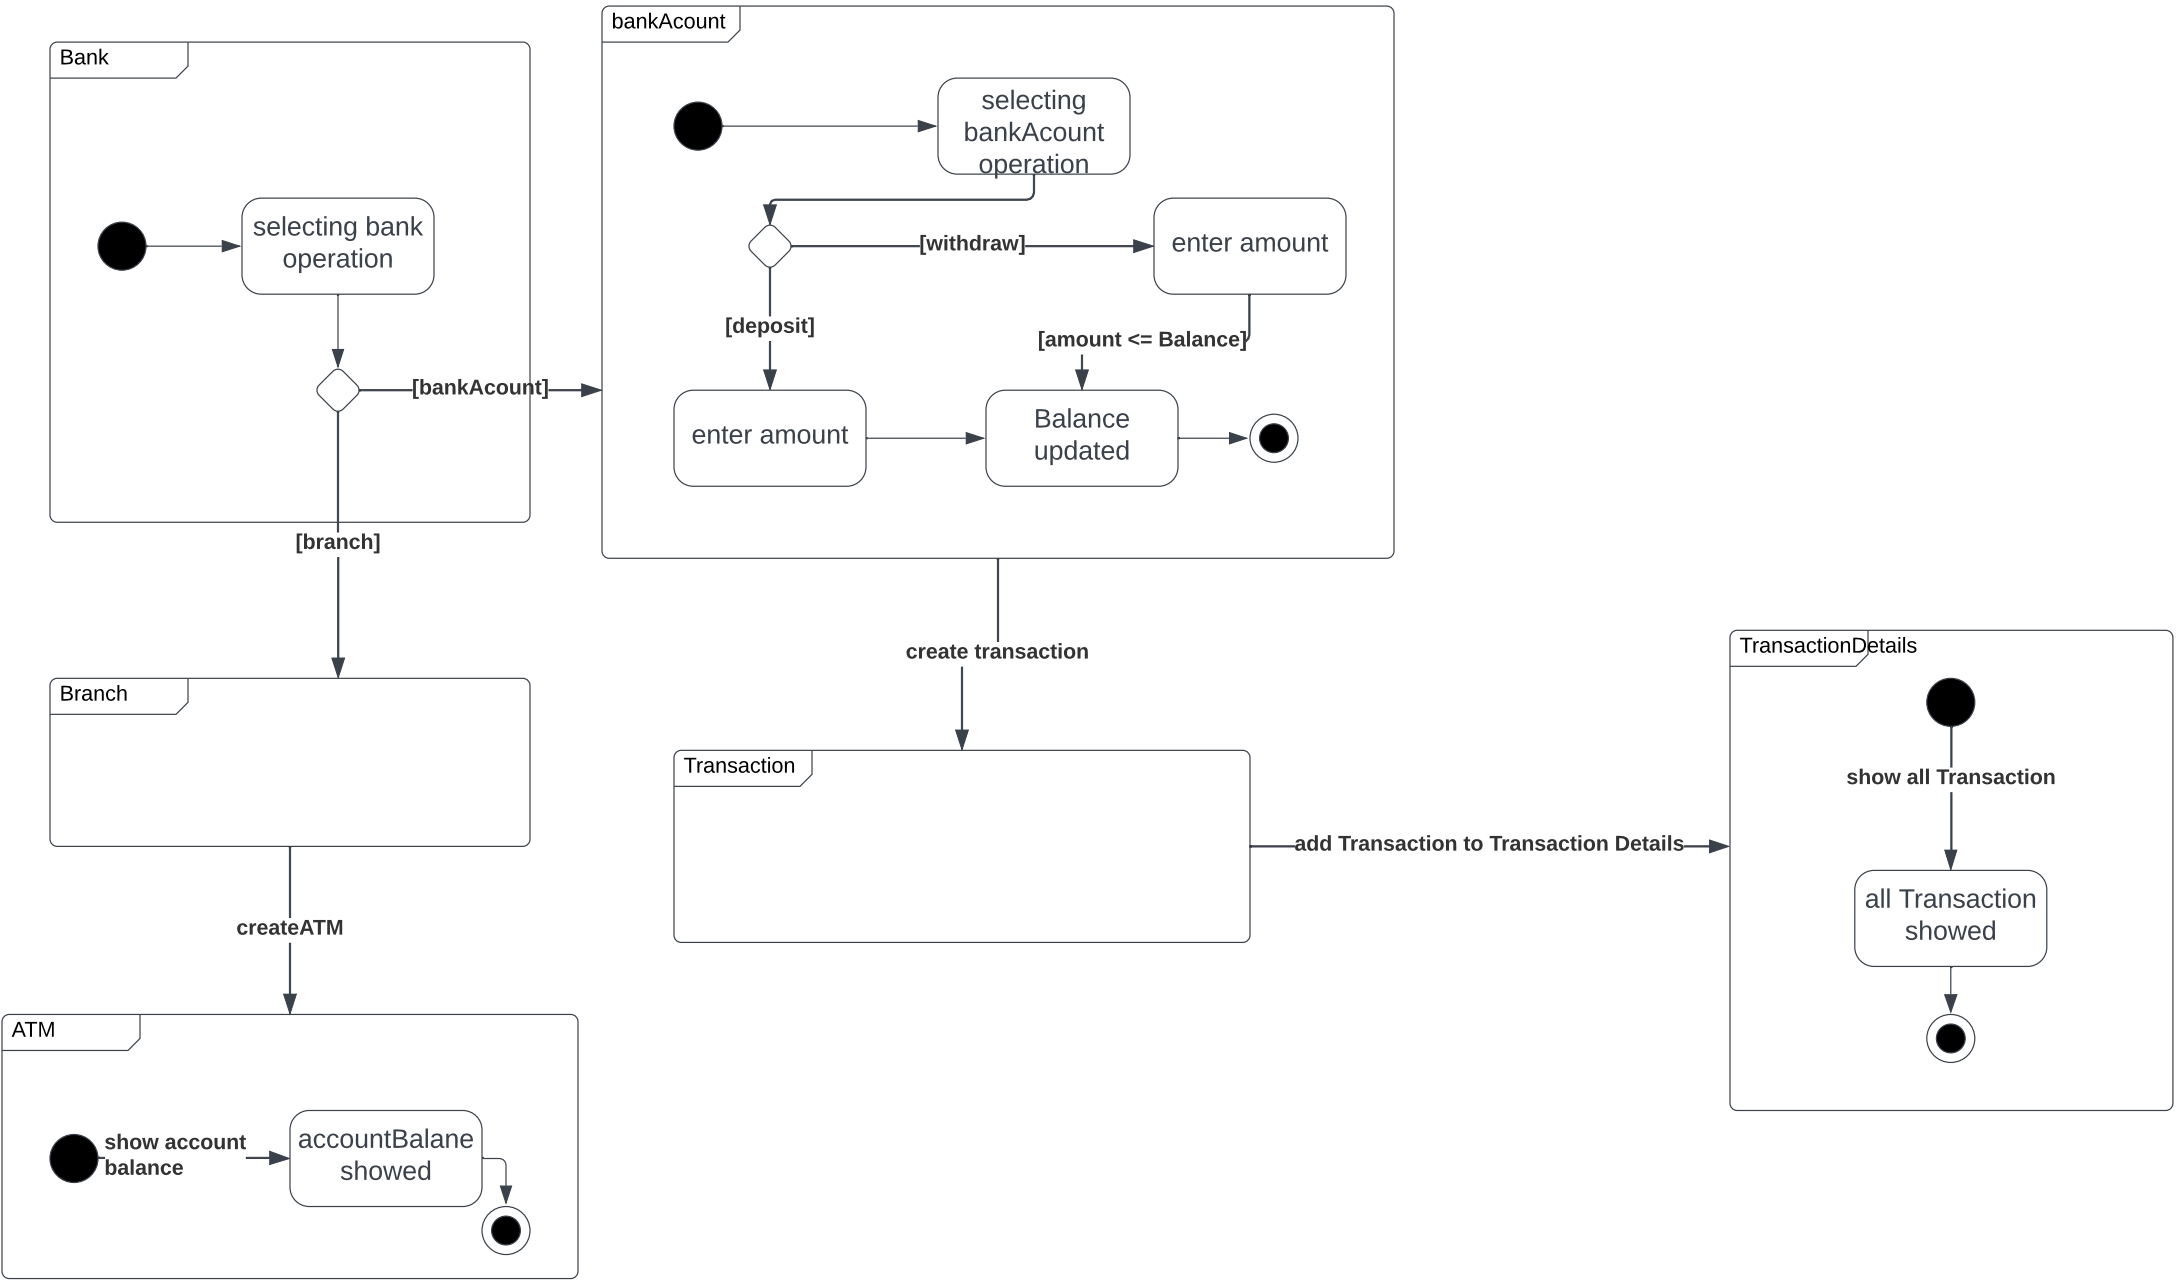 bankAcount
Bank
selecting
bankAcount
operation
selecting bank
operation
[withdraw]
enter amount
[deposit]
[amount <= Balance]
[bankAcount]
enter amount
Balance
updated
[branch]
create transaction
TransactionDetails
Branch
Transaction
show all Transaction
add Transaction to Transaction Details
all Transaction
showed
createATM
ATM
show account
balance
accountBalane
showed